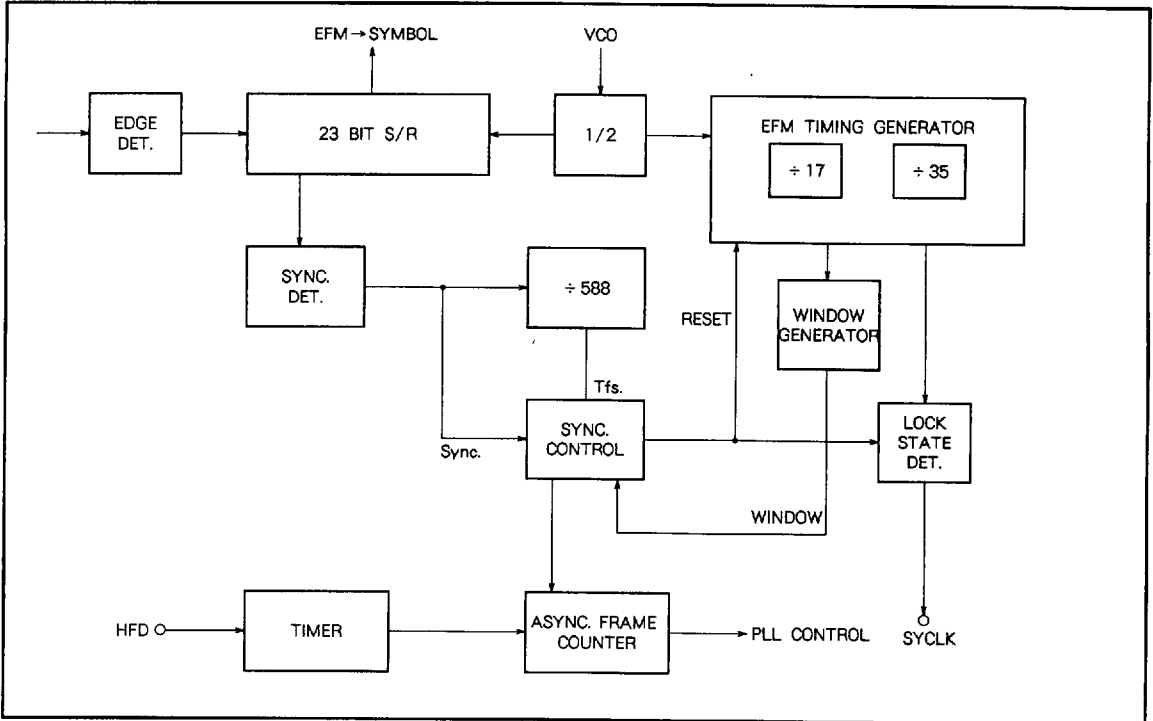 EFM→SYMBOL
VCO
EDGE
DET.
23 BIT S/R
1/2
EFM TIMING GENERATOR
÷17
÷35
SYNC.
DET.
÷588
RESET
WINDOW
GENERATOR
Tfs.
Sync.
SYNC.
CONTROL
LOCK
STATE
DET.
WINDOW
HFD
TIMER
ASYNC. FRAME
COUNTER
PLL CONTROL
SYCLK